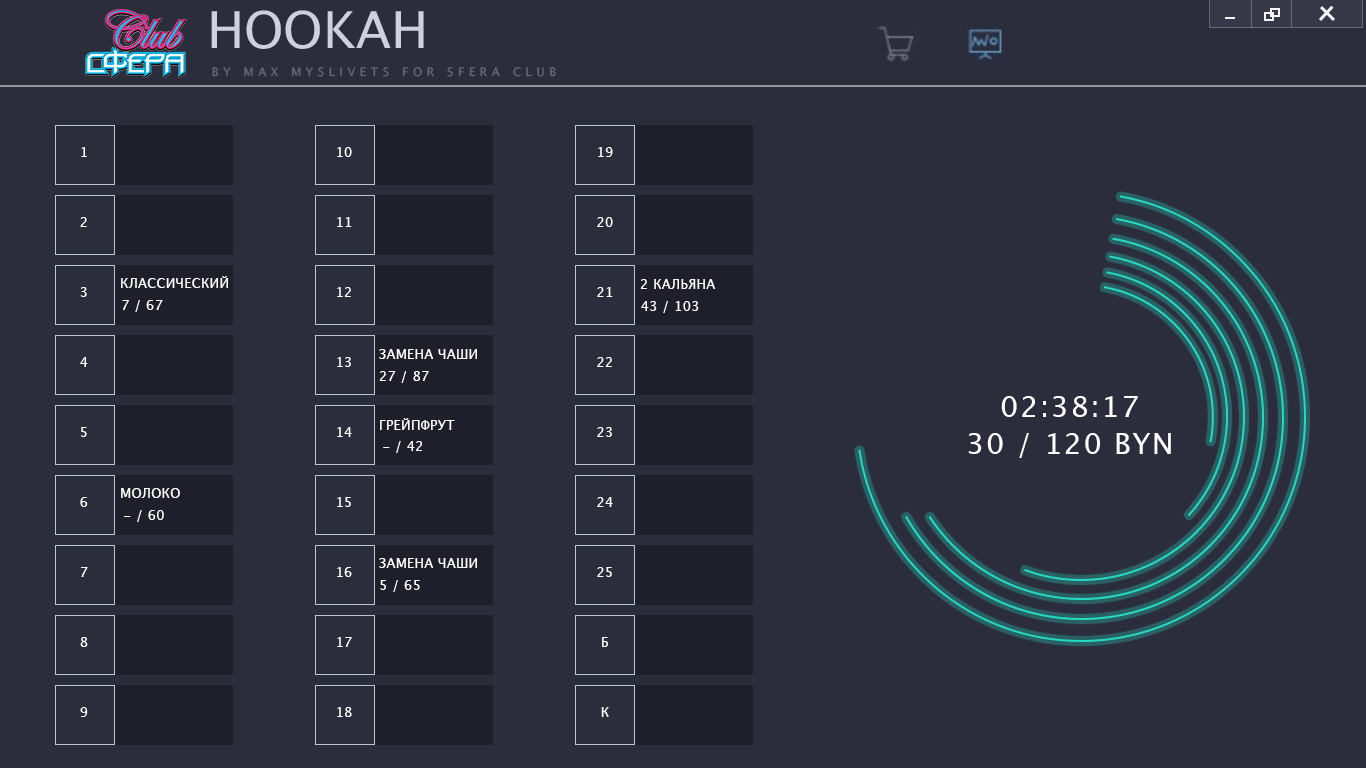 Club
СФЕРА
HOOKAH
BY MAX MYSLIVETS FOR SFERA CLUB
1
2
3
КЛАССИЧЕСКИЙ
7 / 67
4
5
6
МОЛОКО
– / 60
7
8
9
10
11
12
13
ЗАМЕНА ЧАШИ
27 / 87
14
ГРЕЙПФРУТ
– / 42
15
16
ЗАМЕНА ЧАШИ
5 / 65
17
18
19
20
21
2 КАЛЬЯНА
43 / 103
22
23
24
25
Б
К
02:38:17
30 / 120 BYN